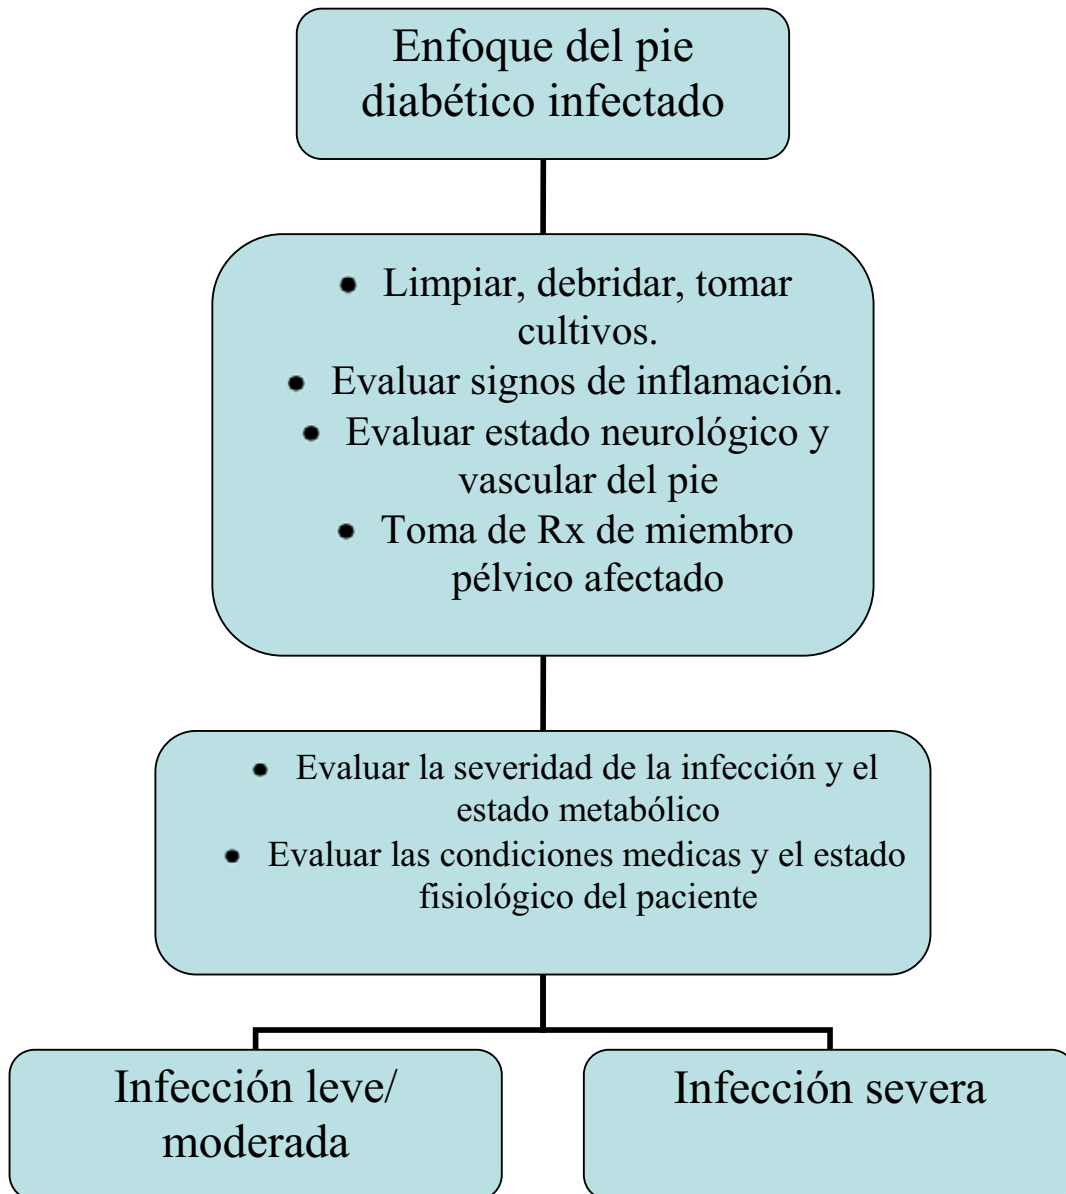 Enfoque del pie
diabético infectado
• Limpiar, debridar, tomar
cultivos.
• Evaluar signos de inflamación.
• Evaluar estado neurológico y
vascular del pie
• Toma de Rx de miembro
pélvico afectado
• Evaluar la severidad de la infección y el
estado metabólico
• Evaluar las condiciones medicas y el estado
fisiológico del paciente
Infección leve/
moderada
Infección severa